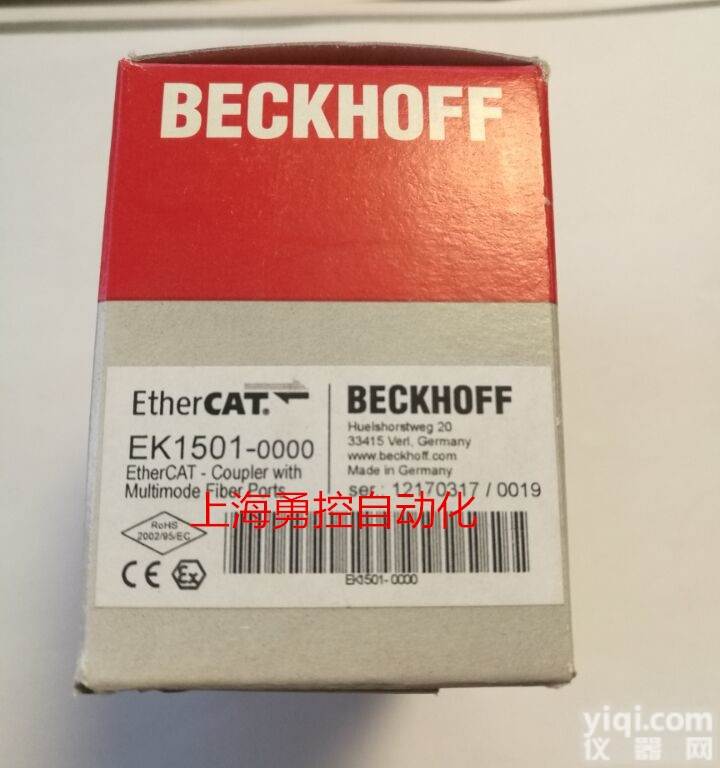 BECKHOFF
EtherCAT.
EK1501-0000
EtherCAT - Coupler with
Multimode Fiber Ports
BECKHOFF
Huelshorstweg 20
33415 Verl, Germany
www.beckhoff.com
Made in Germany
ser.: 12170317 / 0019
上海勇控自动化
RoHS
2002/95/EC
CE Ex
EK1501-0000
yiqi.com
仪器网